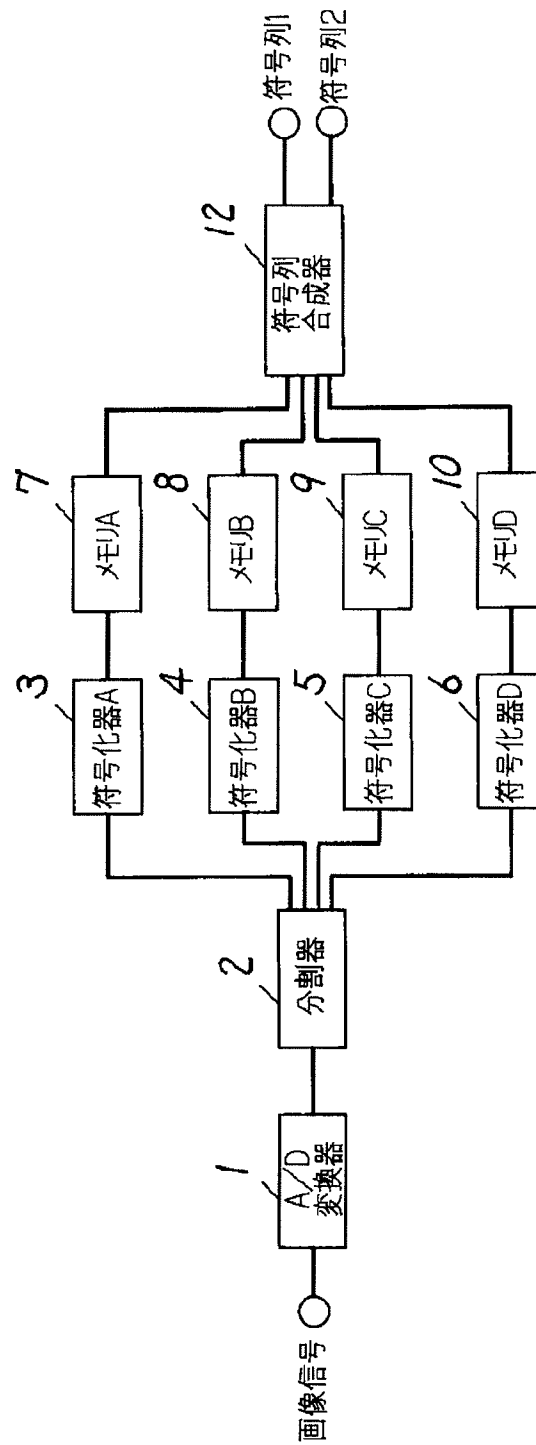 画像信号
1
A/D
変換器
2
分割器
3
符号化器A
4
符号化器B
5
符号化器C
6
符号化器D
7
メモリA
8
メモリB
9
メモリC
10
メモリD
12
符号列
合成器
符号列1
符号列2